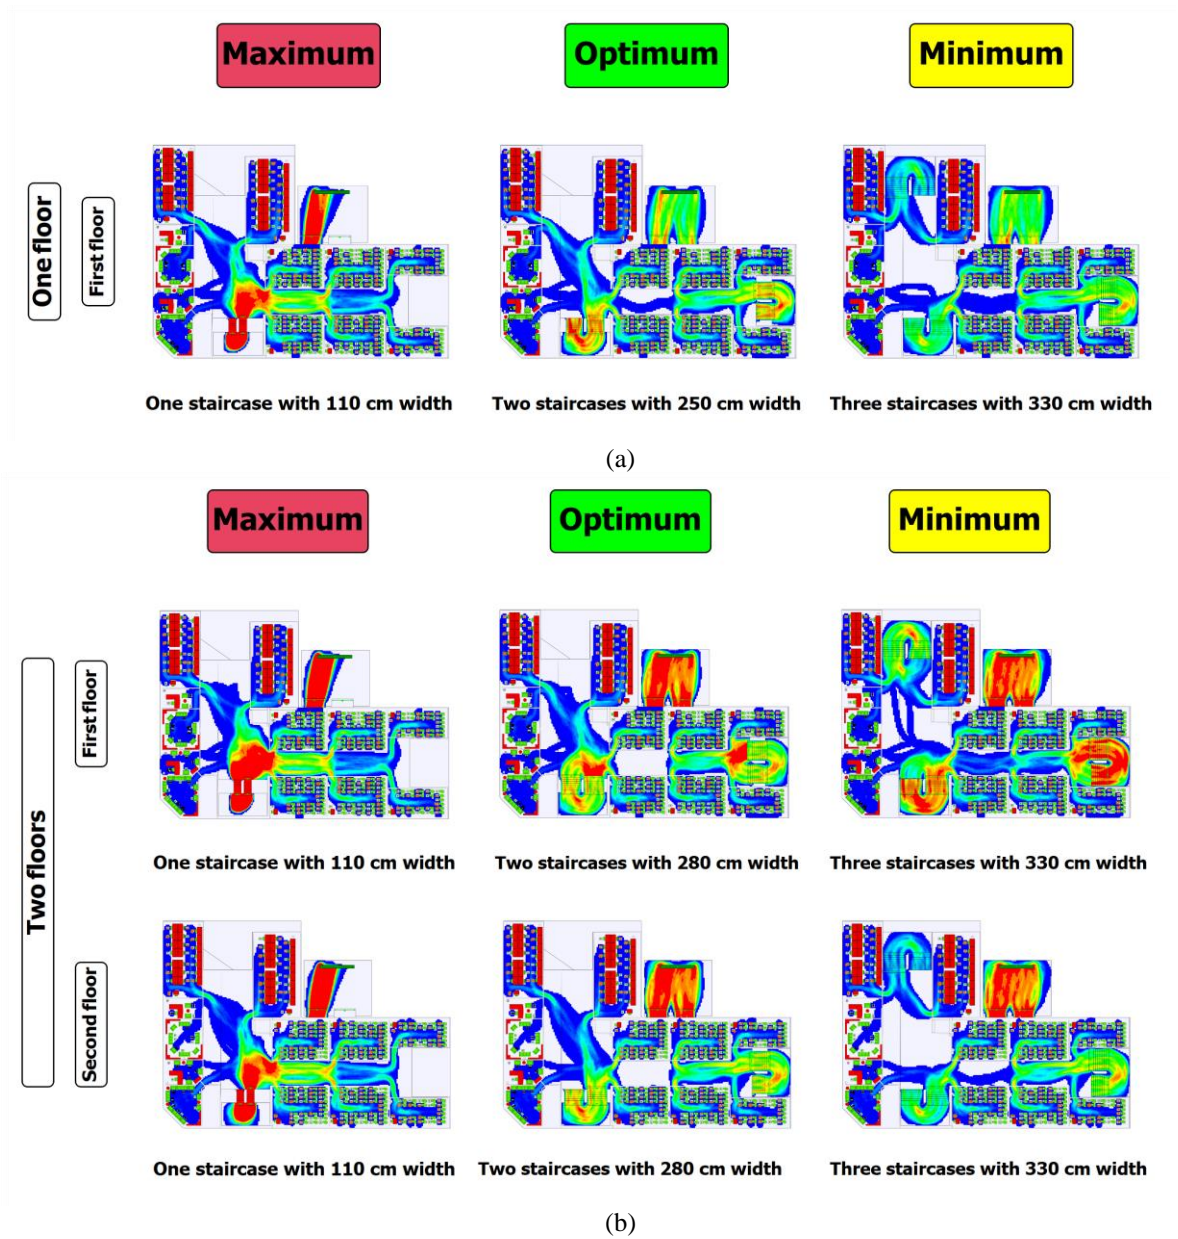 Maximum
Optimum
Minimum
One floor
First floor
One staircase with 110 cm width
Two staircases with 250 cm width
Three staircases with 330 cm width
(a)
Maximum
Optimum
Minimum
Two floors
First floor
One staircase with 110 cm width
Two staircases with 280 cm width
Three staircases with 330 cm width
Second floor
One staircase with 110 cm width
Two staircases with 280 cm width
Three staircases with 330 cm width
(b)